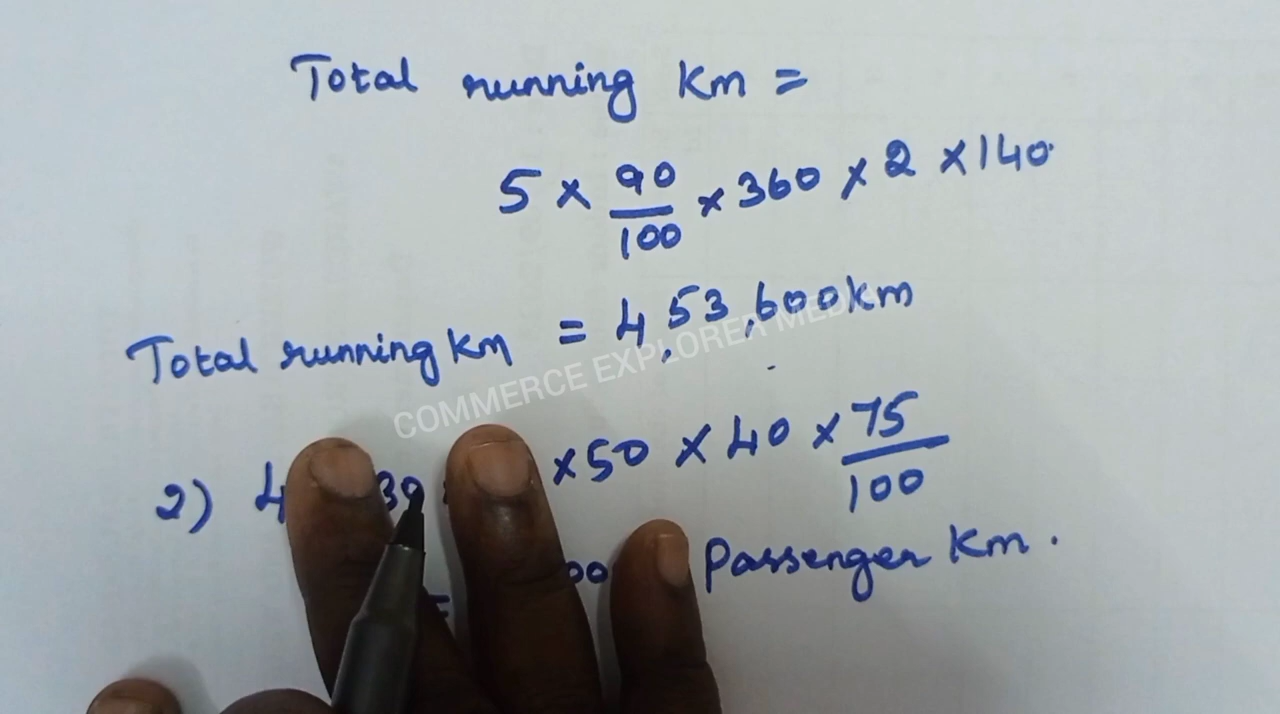 Total running Km =
5 × 90/100 × 360 × 2 × 140
Total running Km = 4,53,600km
COMMERCE EXPLORER MEDIA
2) 4 × 50 × 40 × 75/100
= Passenger Km.